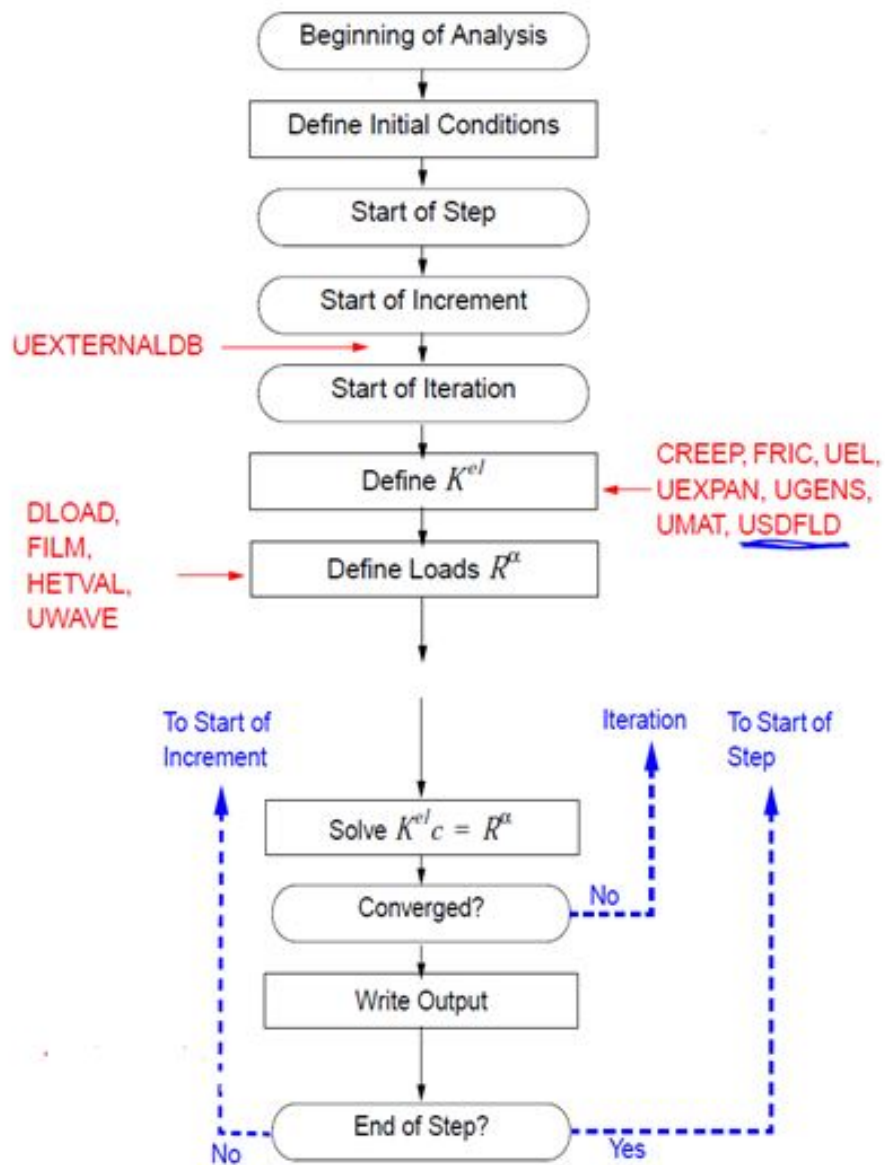 Beginning of Analysis
Define Initial Conditions
Start of Step
Start of Increment
UEXTERNALDB
Start of Iteration
Define K^el
CREEP, FRIC, UEL,
UEXPAN, UGENS,
UMAT, USDFLD
DLOAD,
FILM,
HETVAL,
UWAVE
Define Loads R^α
To Start of
Increment
Iteration
To Start of
Step
Solve K^el c = R^α
Converged?
No
Write Output
End of Step?
No
Yes